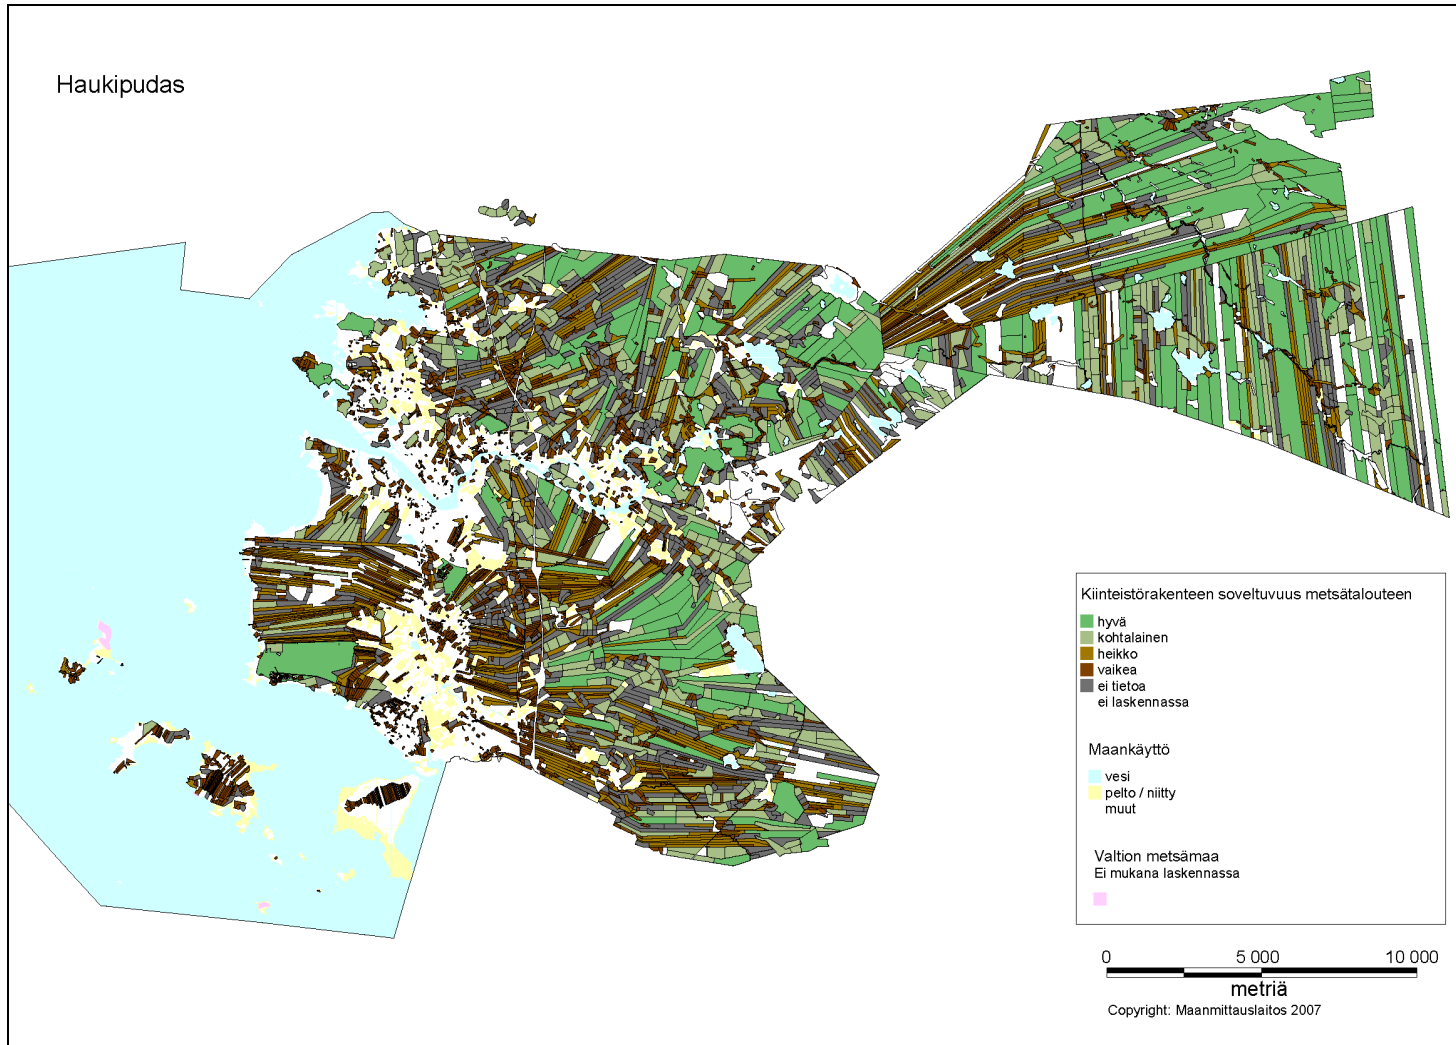 Haukipudas
Kiinteistörakenteen soveltuvuus metsätalouteen
hyvä
kohtalainen
heikko
vaikea
ei tietoa
ei laskennassa
Maankäyttö
vesi
pelto / niitty
muut
Valtion metsämaa
Ei mukana laskennassa
0 5 000 10 000
metriä
Copyright: Maanmittauslaitos 2007